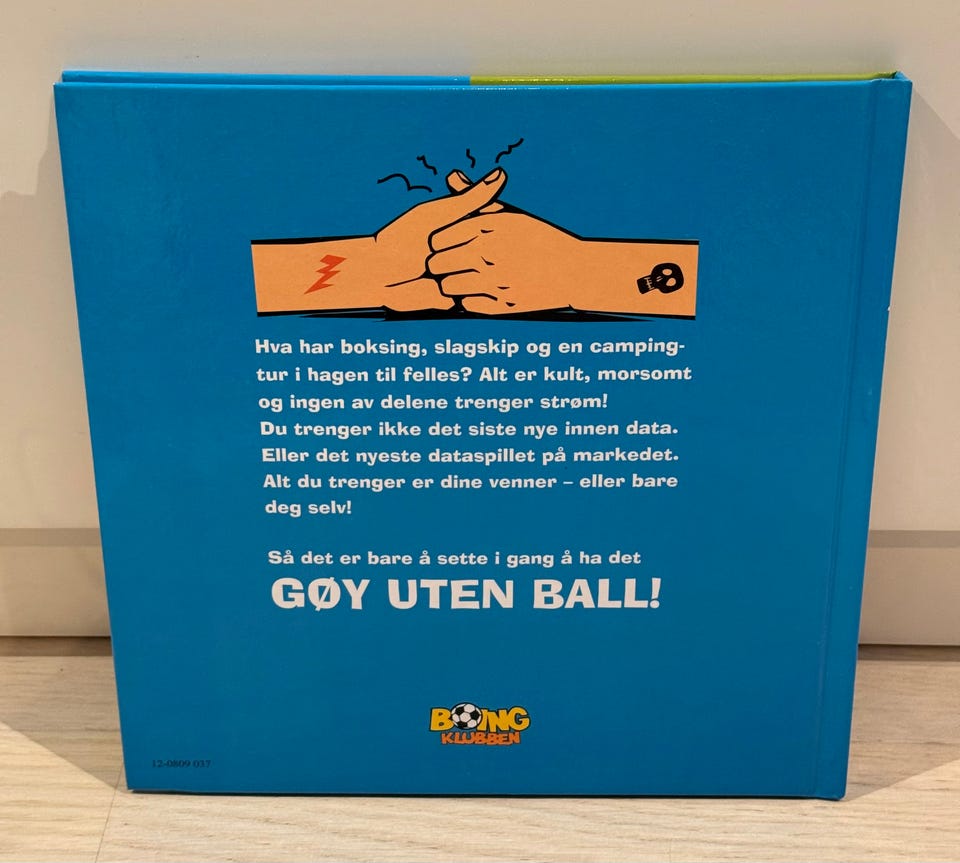 Hva har boksing, slagskip og en camping-
tur i hagen til felles? Alt er kult, morsomt
og ingen av delene trenger strøm!
Du trenger ikke det siste nye innen data.
Eller det nyeste dataspillet på markedet.
Alt du trenger er dine venner – eller bare
deg selv!
Så det er bare å sette i gang å ha det
GØY UTEN BALL!
BOING
KLUBBEN
12-0809 037